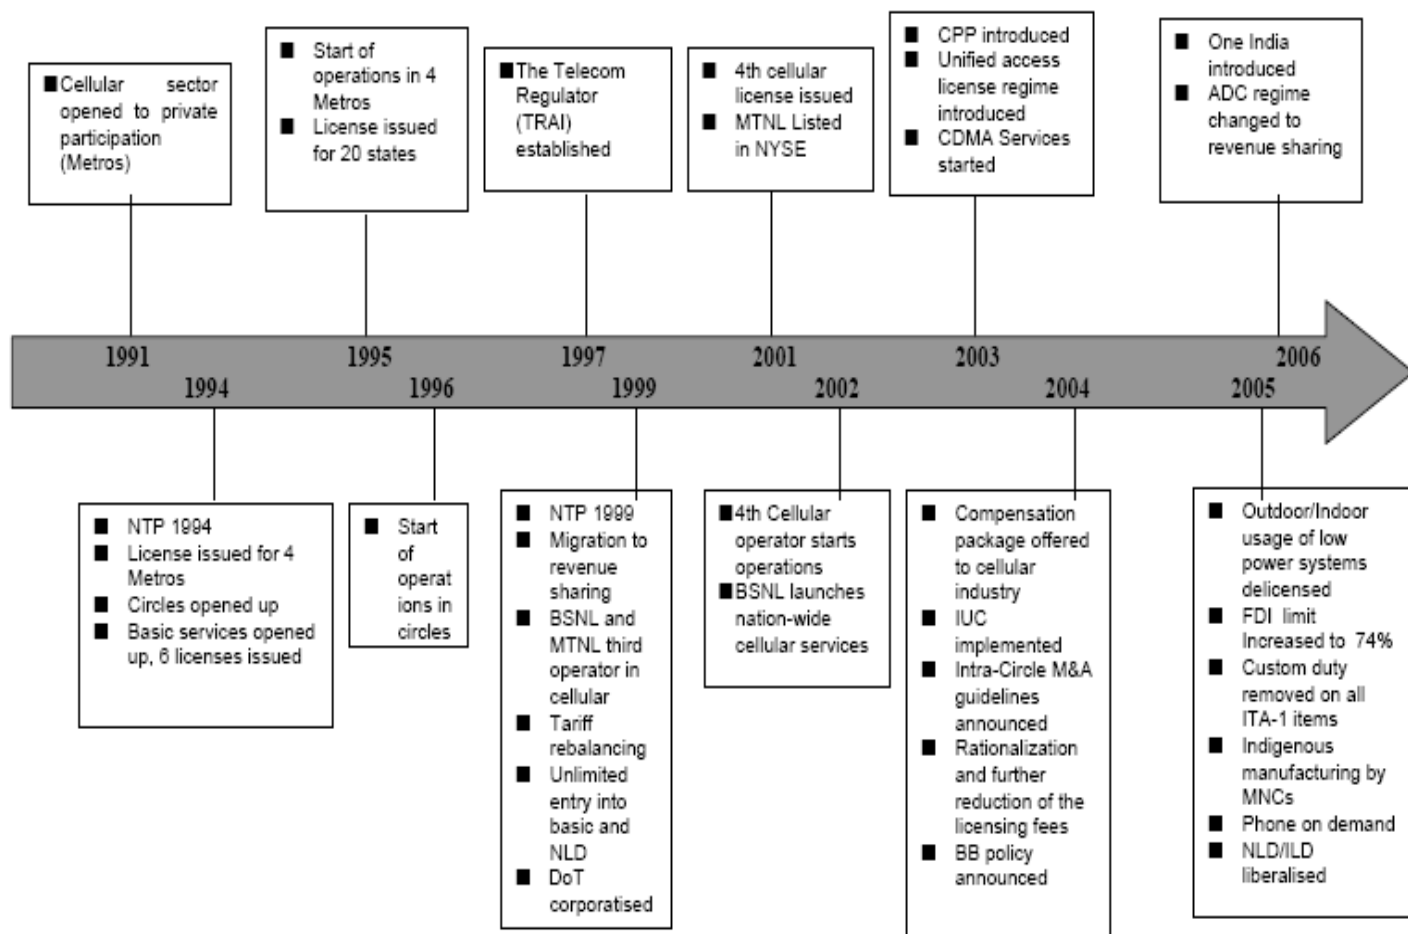 ■ Cellular sector
opened to private
participation
(Metros)
■ Start of
operations in 4
Metros
■ License issued
for 20 states
■ The Telecom
Regulator
(TRAI)
established
■ 4th cellular
license issued
■ MTNL Listed
in NYSE
■ CPP introduced
■ Unified access
license regime
introduced
■ CDMA Services
started
■ One India
introduced
■ ADC regime
changed to
revenue sharing
1991 1995 1997 2001 2003 2006
1994 1996 1999 2002 2004 2005
■ NTP 1994
■ License issued for 4
Metros
■ Circles opened up
■ Basic services opened
up, 6 licenses issued
■ Start
of
operat
ions in
circles
■ NTP 1999
■ Migration to
revenue
sharing
■ BSNL and
MTNL third
operator in
cellular
■ Tariff
rebalancing
■ Unlimited
entry into
basic and
NLD
■ DoT
corporatised
■ 4th Cellular
operator starts
operations
■ BSNL launches
nation-wide
cellular services
■ Compensation
package offered
to cellular
industry
■ IUC
implemented
■ Intra-Circle M&A
guidelines
announced
■ Rationalization
and further
reduction of the
licensing fees
■ BB policy
announced
■ Outdoor/Indoor
usage of low
power systems
delicensed
■ FDI limit
Increased to 74%
■ Custom duty
removed on all
ITA-1 items
■ Indigenous
manufacturing by
MNCs
■ Phone on demand
■ NLD/ILD
liberalised